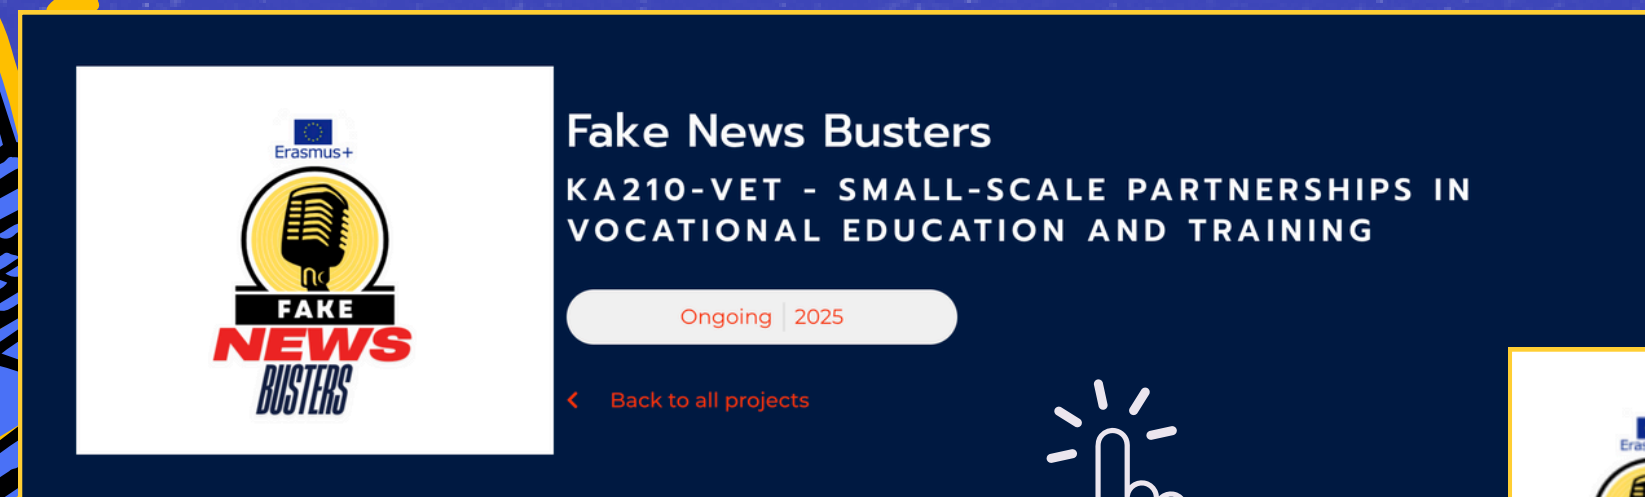 Erasmus+
FAKE
NEWS
BUSTERS
Fake News Busters
KA210-VET - SMALL-SCALE PARTNERSHIPS IN
VOCATIONAL EDUCATION AND TRAINING
Ongoing 2025
Back to all projects